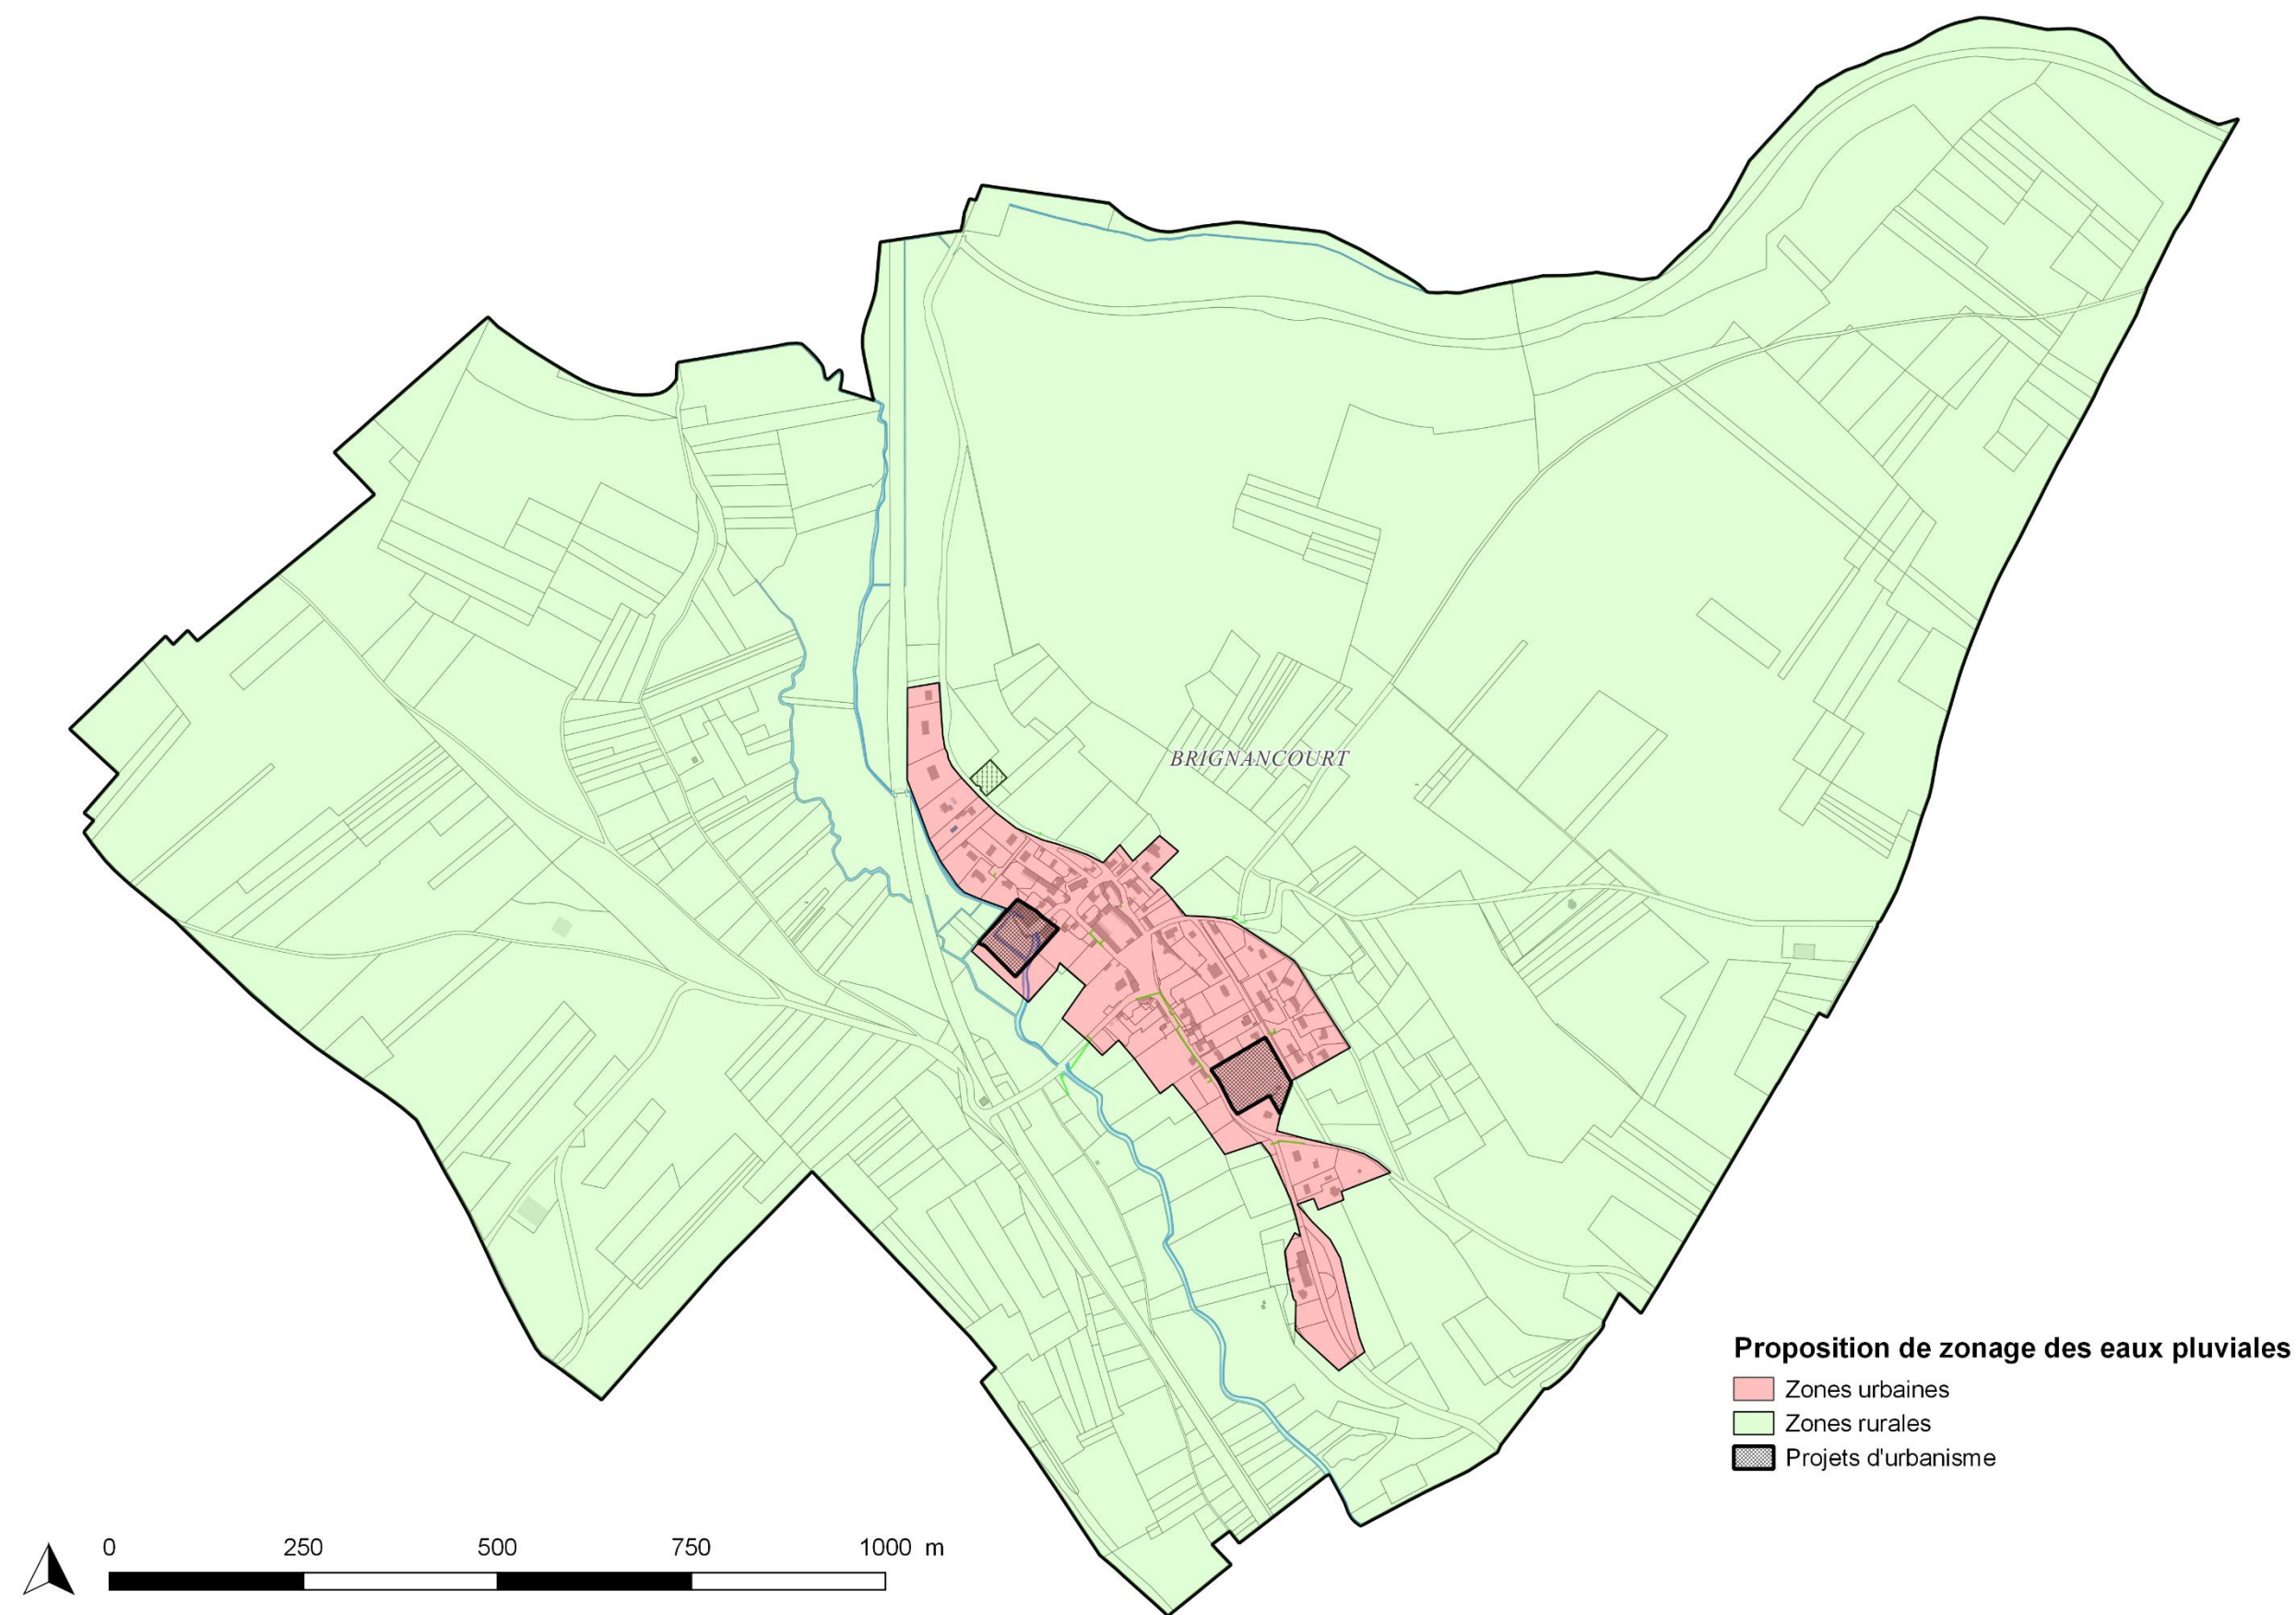 BRIGNANCOURT
Proposition de zonage des eaux pluviales
Zones urbaines
Zones rurales
Projets d'urbanisme
0 250 500 750 1000 m